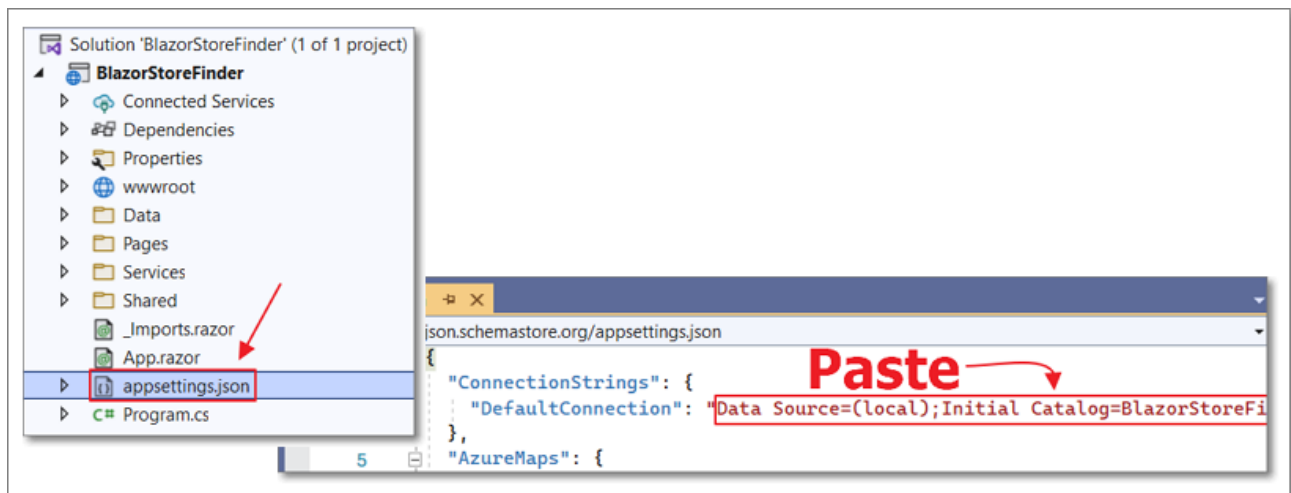 Solution 'BlazorStoreFinder' (1 of 1 project)
BlazorStoreFinder
Connected Services
Dependencies
Properties
wwwroot
Data
Pages
Services
Shared
_Imports.razor
App.razor
appsettings.json
C# Program.cs
json.schemastore.org/appsettings.json
{
Paste
"ConnectionStrings": {
"DefaultConnection": "Data Source=(local);Initial Catalog=BlazorStoreFi
},
5 "AzureMaps": {